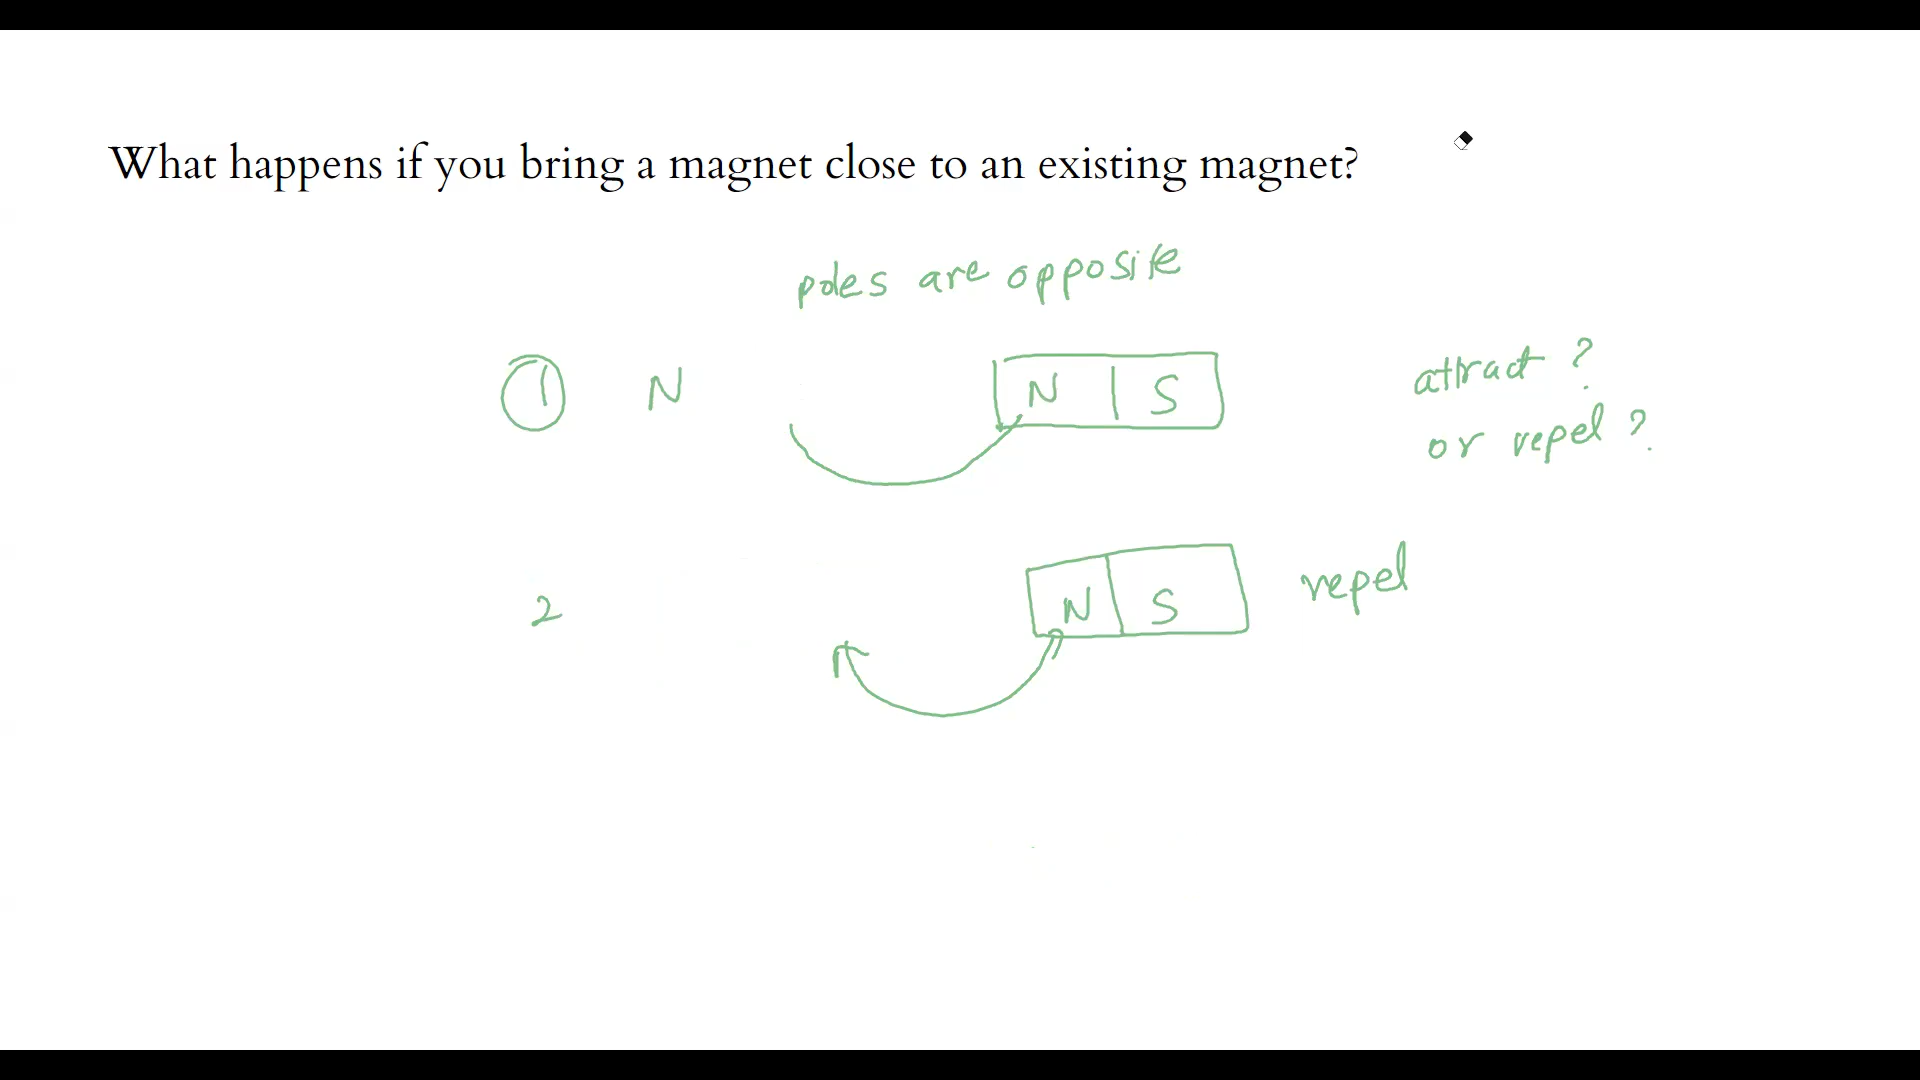 What happens if you bring a magnet close to an existing magnet?
poles are opposite
1 N N S attract ?
or repel ?
2 N S repel